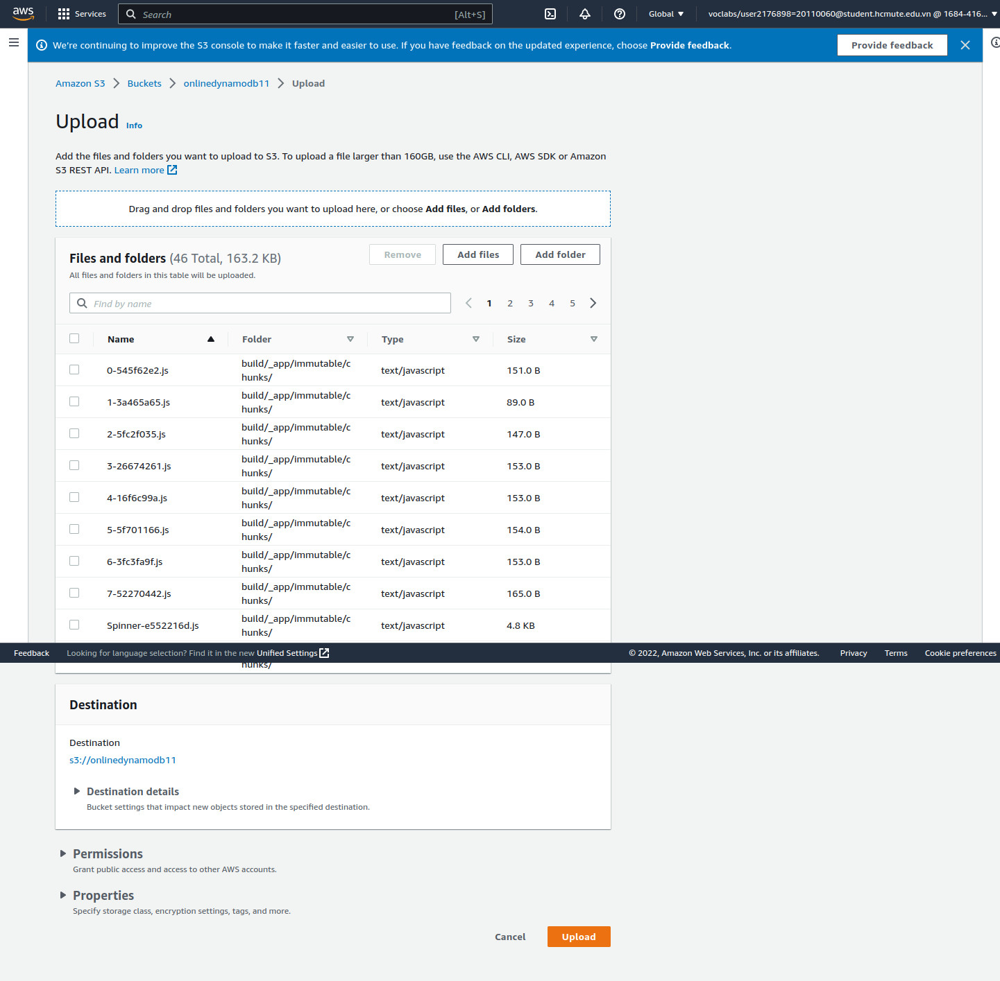 aws Services Search [Alt+S] Global voclabs/user2176898=20110060@student.hcmute.edu.vn @ 1684-416...
We're continuing to improve the S3 console to make it faster and easier to use. If you have feedback on the updated experience, choose Provide feedback. Provide feedback
Amazon S3 Buckets onlinedynamodb11 Upload
Upload Info
Add the files and folders you want to upload to S3. To upload a file larger than 160GB, use the AWS CLI, AWS SDK or Amazon
S3 REST API. Learn more
Drag and drop files and folders you want to upload here, or choose Add files, or Add folders.
Files and folders (46 Total, 163.2 KB) Remove Add files Add folder
All files and folders in this table will be uploaded.
Find by name 1 2 3 4 5
Name Folder Type Size
0-545f62e2.js build/_app/immutable/c text/javascript 151.0 B
hunks/
1-3a465a65.js build/_app/immutable/c text/javascript 89.0 B
hunks/
2-5fc2f035.js build/_app/immutable/c text/javascript 147.0 B
hunks/
3-26674261.js build/_app/immutable/c text/javascript 153.0 B
hunks/
4-16f6c99a.js build/_app/immutable/c text/javascript 153.0 B
hunks/
5-5f701166.js build/_app/immutable/c text/javascript 154.0 B
hunks/
6-3fc3fa9f.js build/_app/immutable/c text/javascript 153.0 B
hunks/
7-52270442.js build/_app/immutable/c text/javascript 165.0 B
hunks/
Spinner-e552216d.js build/_app/immutable/c text/javascript 4.8 KB
hunks/
Feedback Looking for language selection? Find it in the new Unified Settings © 2022, Amazon Web Services, Inc. or its affiliates. Privacy Terms Cookie preferences
hunks/
Destination
Destination
s3://onlinedynamodb11
Destination details
Bucket settings that impact new objects stored in the specified destination.
Permissions
Grant public access and access to other AWS accounts.
Properties
Specify storage class, encryption settings, tags, and more.
Cancel Upload